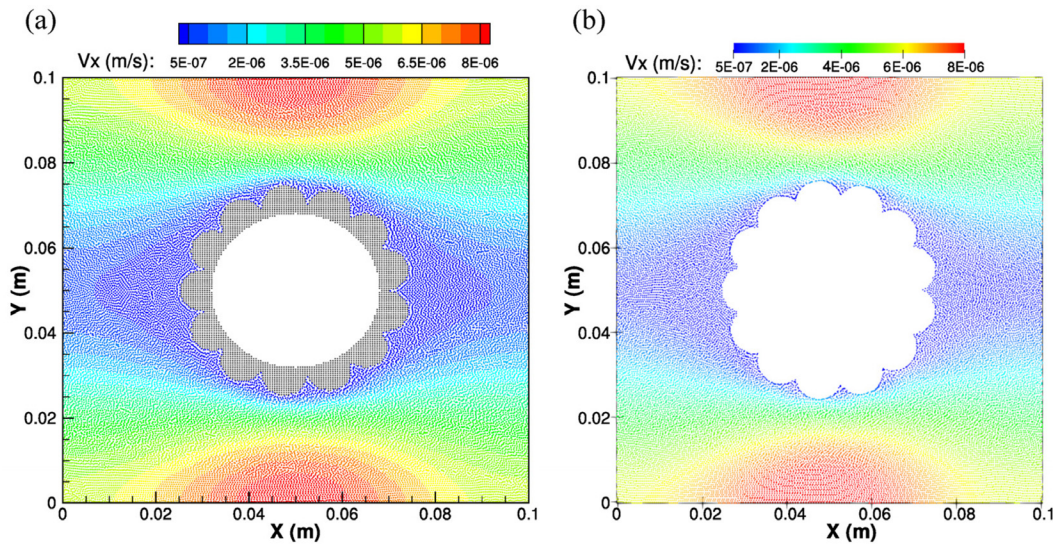 (a)
Vx (m/s): 5E-07 2E-06 3.5E-06 5E-06 6.5E-06 8E-06
0.1
0.08
0.06
0.04
0.02
0
Y (m)
0 0.02 0.04 0.06 0.08 0.1
X (m)
(b)
Vx (m/s): 5E-07 2E-06 4E-06 6E-06 8E-06
0.1
0.08
0.06
0.04
0.02
0
Y (m)
0 0.02 0.04 0.06 0.08 0.1
X (m)